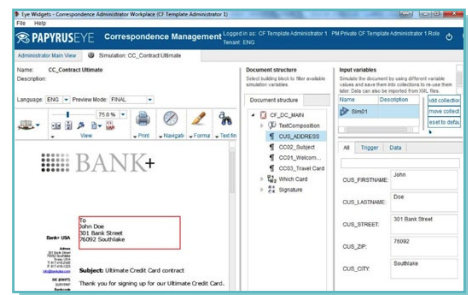 Eye Widgets - Correspondence Administrator Workplace (CF Template Administrator 1)
File Help
PAPYRUSEYE Correspondence Management
Logged in as: CF Template Administrator 1 PM Private CF Template Administrator 1 Role
Tenant: ENG
Administrator Main View Simulation: CC_Contract Ultimate
Name: CC_Contract Ultimate
Description:
Language: ENG Preview Mode: FINAL
75.0 %
View Print Navigati Format Text fin
BANK+
To
John Doe
301 Bank Street
76092 Southlake
Bank+ USA
Subject: Ultimate Credit Card contract
Thank you for signing up for our Ultimate Credit Card.
Document structure
Select building block to filter available
simulation variables.
Document structure
CF_DC_MAIN
TextComposition
CUS_ADDRESS
CC02_Subject
CC01_Welcom...
CC03_Travel Card
Which Card
Signature
Input variables
Simulate the document by using different variable
values and save them into collections to re-use them
later. Data can also be imported from XML files.
Name Description
Sim01
All Trigger Data
CUS_FIRSTNAME: John
CUS_LASTNAME: Doe
CUS_STREET: 301 Bank Street
CUS_ZIP: 76092
CUS_CITY: Southlake